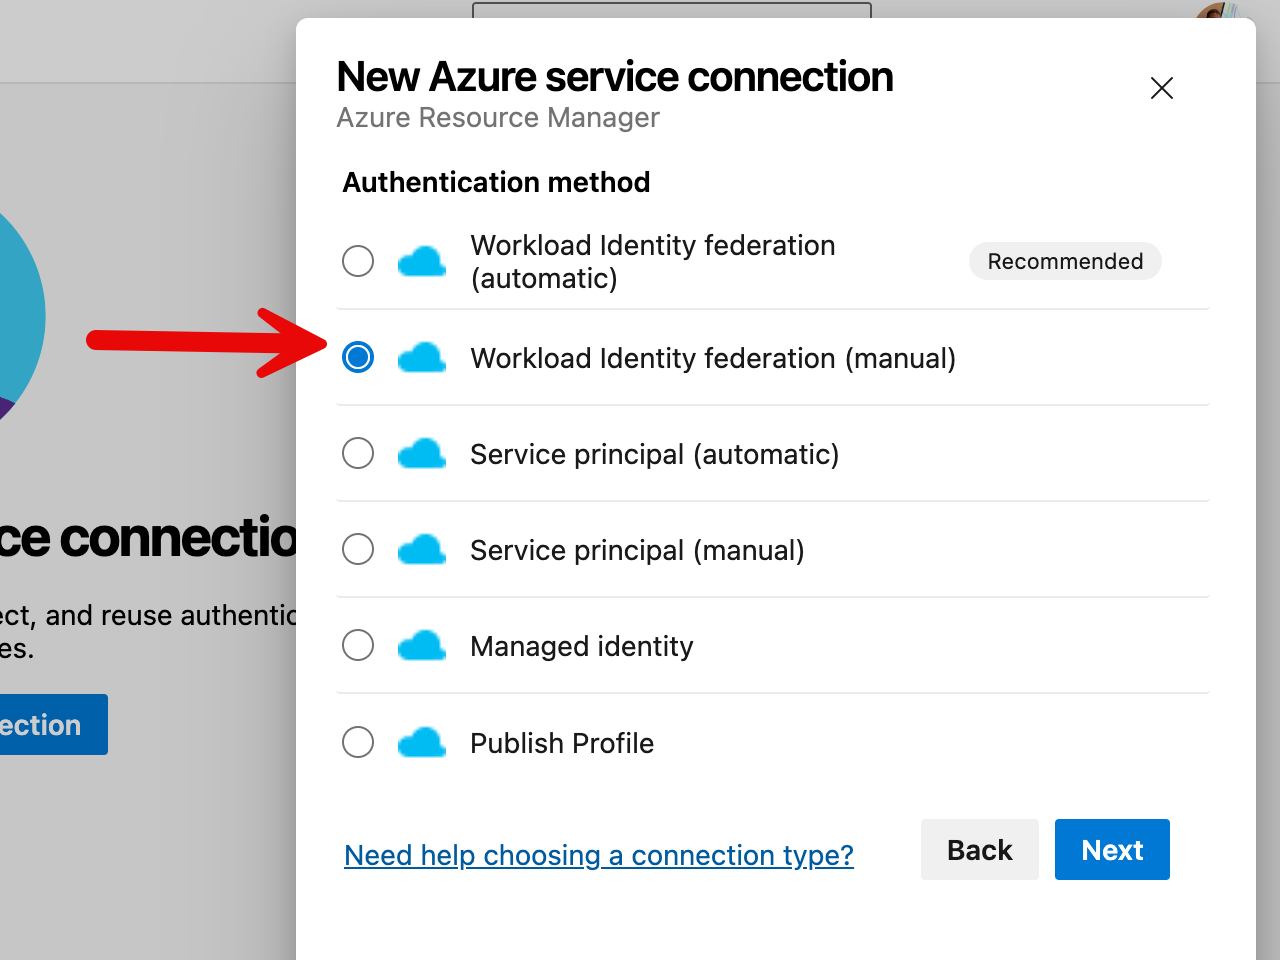 New Azure service connection
Azure Resource Manager
Authentication method
Workload Identity federation
(automatic)
Recommended
Workload Identity federation (manual)
Service principal (automatic)
Service principal (manual)
Managed identity
Publish Profile
Need help choosing a connection type?
Back
Next
ce connectio
ect, and reuse authentic
es.
ection